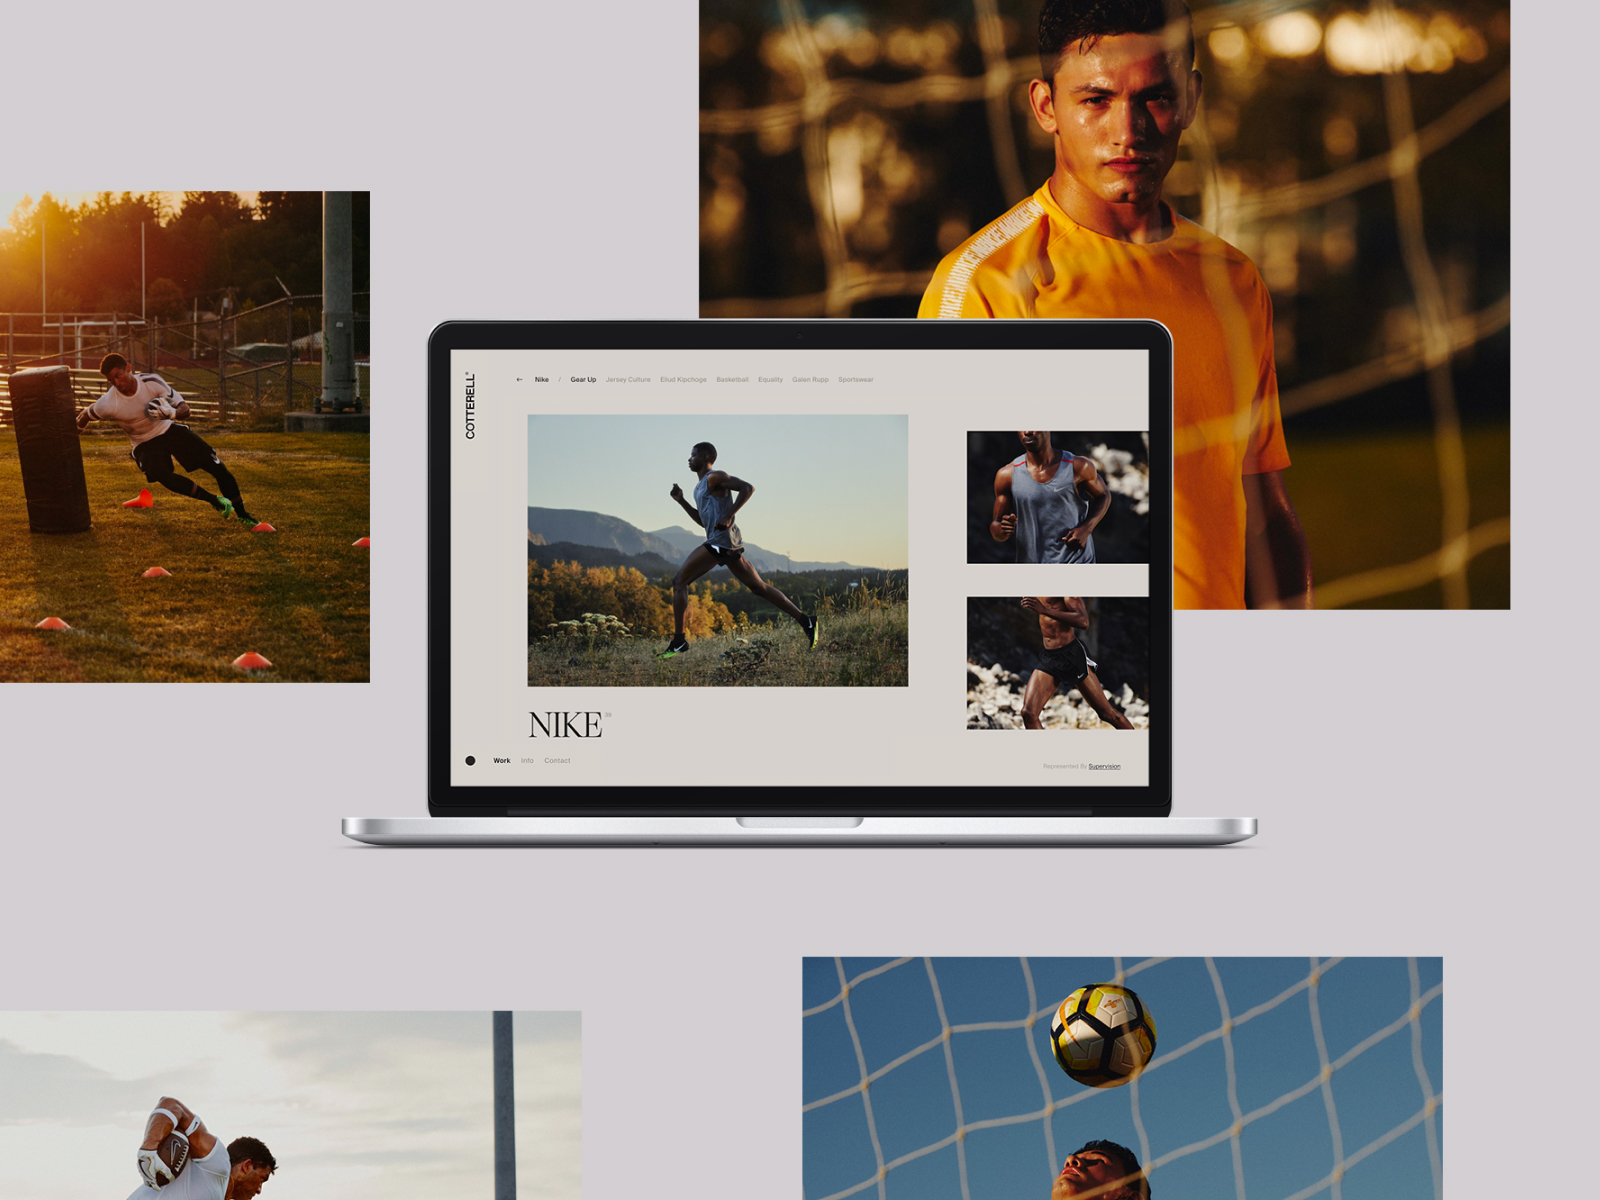 ← Nike / Gear Up Jersey Culture Eliud Kipchoge Basketball Equality Galen Rupp Sportswear
COTTERELL®
NIKE 38
Work Info Contact
Represented By Supervision